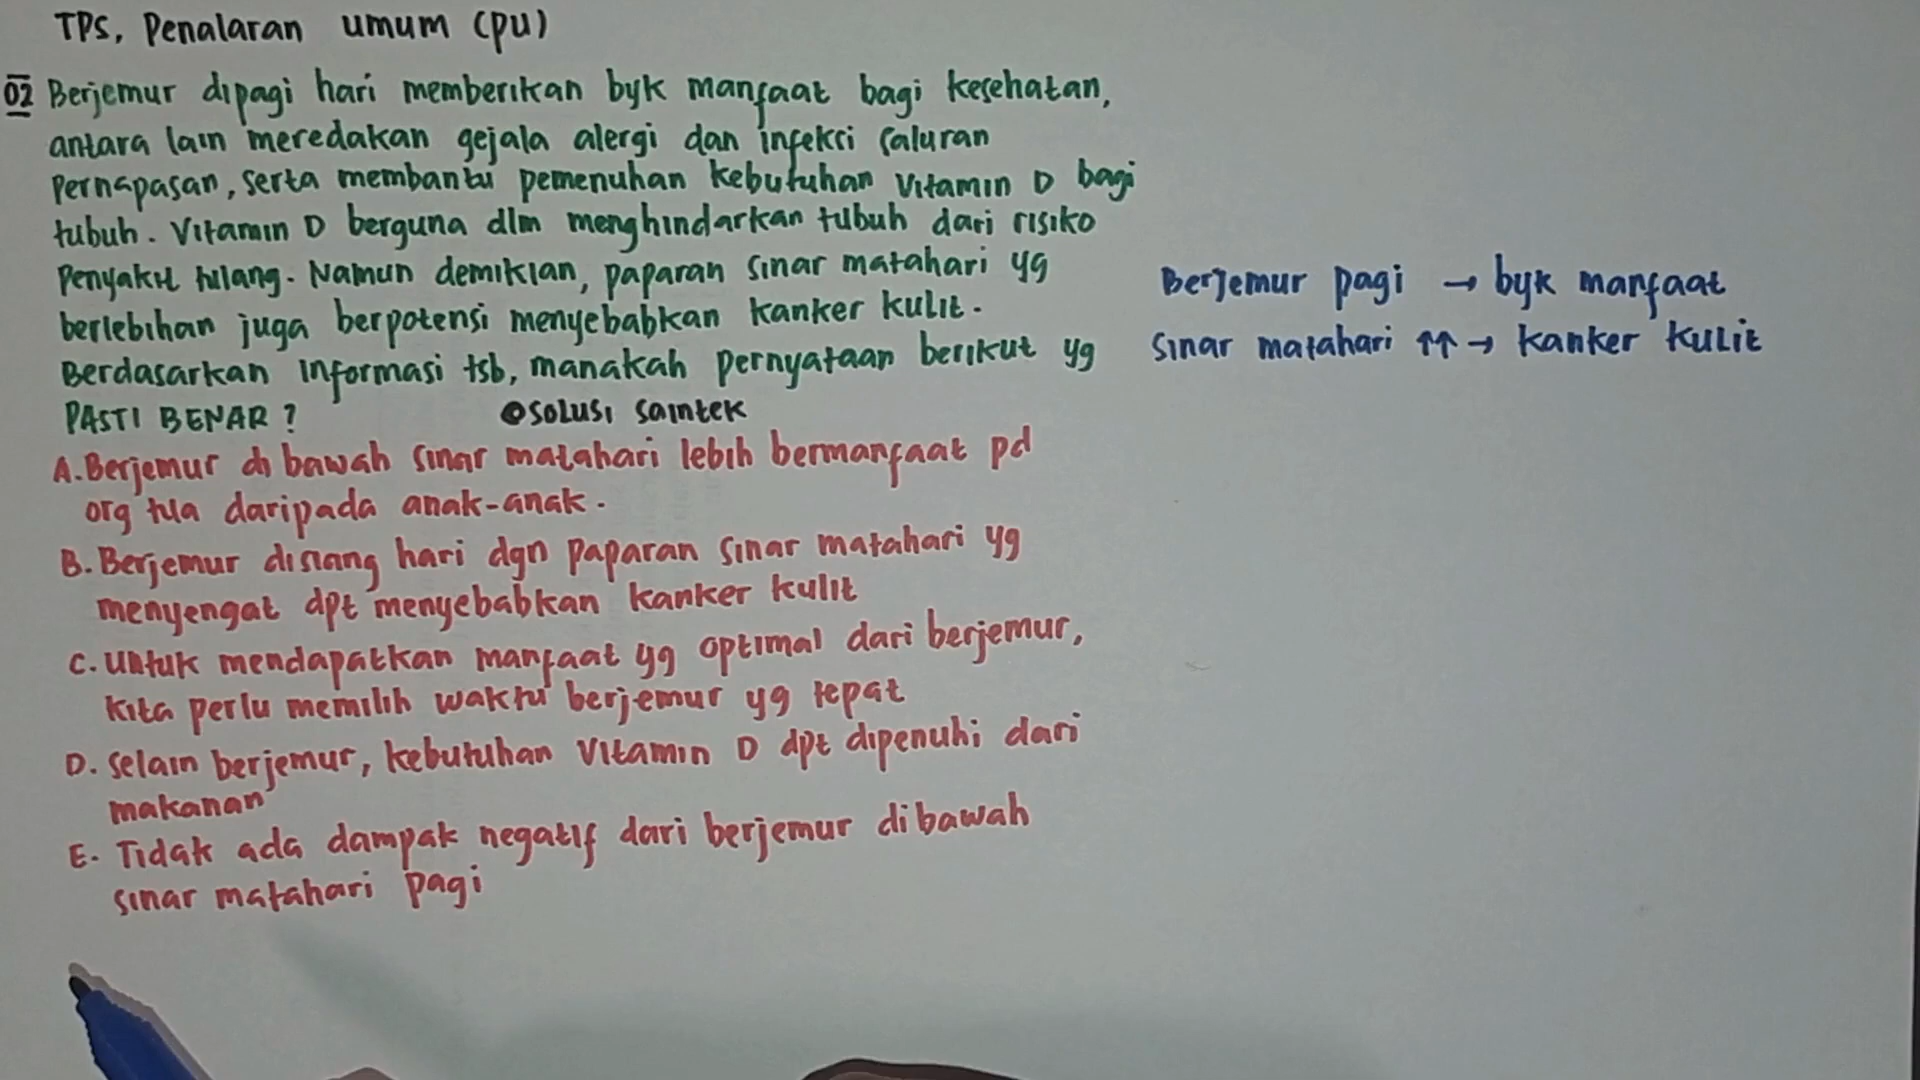 TPS, Penalaran umum (PU)
02 Berjemur dipagi hari memberikan byk manfaat bagi kesehatan,
antara lain meredakan gejala alergi dan infeksi saluran
pernapasan, serta membantu pemenuhan kebutuhan Vitamin D bagi
tubuh. Vitamin D berguna dlm menghindarkan tubuh dari risiko
penyakit tulang. Namun demikian, paparan sinar matahari yg
berlebihan juga berpotensi menyebabkan kanker kulit.
Berdasarkan informasi tsb, manakah pernyataan berikut yg
PASTI BENAR ?
@SOLUSI SAINTEK
A. Berjemur di bawah sinar matahari lebih bermanfaat pd
org tua daripada anak-anak.
B. Berjemur disiang hari dgn paparan sinar matahari yg
menyengat dpt menyebabkan kanker kulit
C. Untuk mendapatkan manfaat yg optimal dari berjemur,
kita perlu memilih waktu berjemur yg tepat
D. Selain berjemur, kebutuhan Vitamin D dpt dipenuhi dari
makanan
E. Tidak ada dampak negatif dari berjemur dibawah
sinar matahari pagi
Berjemur pagi → byk manfaat
Sinar matahari ↑↑ → kanker kulit